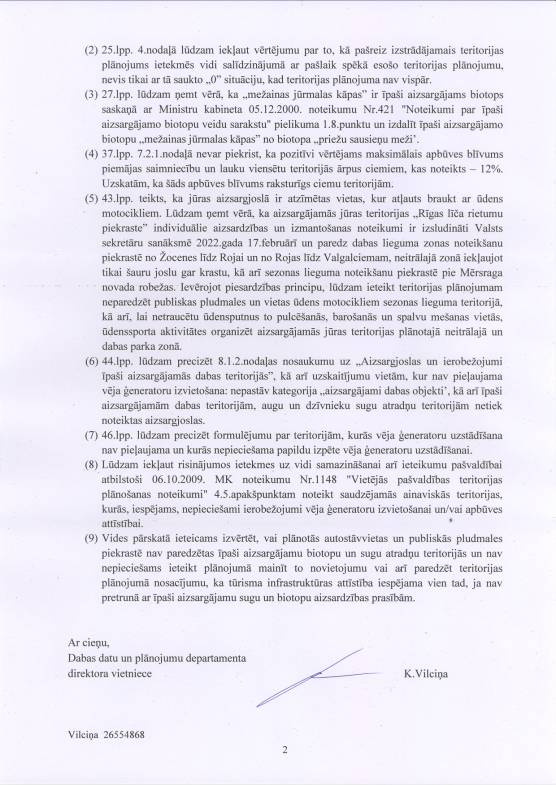 (2) 25.lpp. 4.nodaļā lūdzam iekļaut vērtējumu par to, kā pašreiz izstrādājamais teritorijas
plānojums ietekmēs vidi salīdzinājumā ar pašlaik spēkā esošo teritorijas plānojumu,
nevis tikai ar tā saukto „0” situāciju, kad teritorijas plānojuma nav vispār.
(3) 27.lpp. lūdzam ņemt vērā, ka „mežainas jūrmalas kāpas” ir īpaši aizsargājams biotops
saskaņā ar Ministru kabineta 05.12.2000. noteikumu Nr.421 "Noteikumi par īpaši
aizsargājamo biotopu veidu sarakstu" pielikuma 1.8.punktu un izdalīt īpaši aizsargājamo
biotopu „mežainas jūrmalas kāpas” no biotopa „priežu sausieņu meži’.
(4) 37.lpp. 7.2.1.nodaļā nevar piekrist, ka pozitīvi vērtējams maksimālais apbūves blīvums
piemājas saimniecību un lauku viensētu teritorijās ārpus ciemiem, kas noteikts – 12%.
Uzskatām, ka šāds apbūves blīvums raksturīgs ciemu teritorijām.
(5) 43.lpp. teikts, ka jūras aizsargjoslā ir atzīmētas vietas, kur atļauts braukt ar ūdens
motocikliem. Lūdzam ņemt vērā, ka aizsargājamās jūras teritorijas „Rīgas līča rietumu
piekraste” individuālie aizsardzības un izmantošanas noteikumi ir izsludināti Valsts
sekretāru sanāksmē 2022.gada 17.februārī un paredz dabas lieguma zonas noteikšanu
piekrastē no Žocenes līdz Rojai un no Rojas līdz Valgalciemam, neitrālajā zonā iekļaujot
tikai šauru joslu gar krastu, kā arī sezonas lieguma noteikšanu piekrastē pie Mērsraga
novada robežas. Ievērojot piesardzības principu, lūdzam ieteikt teritorijas plānojumam
neparedzēt publiskas pludmales un vietas ūdens motocikliem sezonas lieguma teritorijā,
kā arī, lai netraucētu ūdensputnus to pulcēšanās, barošanās un spalvu mešanas vietās,
ūdenssporta aktivitātes organizēt aizsargājamās jūras teritorijas plānotajā neitrālajā un
dabas parka zonā.
(6) 44.lpp. lūdzam precizēt 8.1.2.nodaļas nosaukumu uz „Aizsargjoslas un ierobežojumi
īpaši aizsargājamās dabas teritorijās”, kā arī uzskaitījumu vietām, kur nav pieļaujama
vēja ģeneratoru izvietošana: nepastāv kategorija „aizsargājami dabas objekti’, kā arī īpaši
aizsargājamām dabas teritorijām, augu un dzīvnieku sugu atradņu teritorijām netiek
noteiktas aizsargjoslas.
(7) 46.lpp. lūdzam precizēt formulējumu par teritorijām, kurās vēja ģeneratoru uzstādīšana
nav pieļaujama un kurās nepieciešama papildu izpēte vēja ģeneratoru uzstādīšanai.
(8) Lūdzam iekļaut risinājumos ietekmes uz vidi samazināšanai arī ieteikumu pašvaldībai
atbilstoši 06.10.2009. MK noteikumu Nr.1148 "Vietējās pašvaldības teritorijas
plānošanas noteikumi" 4.5.apakšpunktam noteikt saudzējamās ainaviskās teritorijas,
kurās, iespējams, nepieciešami ierobežojumi vēja ģeneratoru izvietošanai un/vai apbūves
attīstībai.
(9) Vides pārskatā ieteicams izvērtēt, vai plānotās autostāvvietas un publiskās pludmales
piekrastē nav paredzētas īpaši aizsargājamu biotopu un sugu atradņu teritorijās un nav
nepieciešams ieteikt plānojumā mainīt to novietojumu vai arī paredzēt teritorijas
plānojumā nosacījumu, ka tūrisma infrastruktūras attīstība iespējama vien tad, ja nav
pretrunā ar īpaši aizsargājamu sugu un biotopu aizsardzības prasībām.
Ar cieņu,
Dabas datu un plānojumu departamenta
direktora vietniece K.Vilciņa
Vilciņa 26554868
2